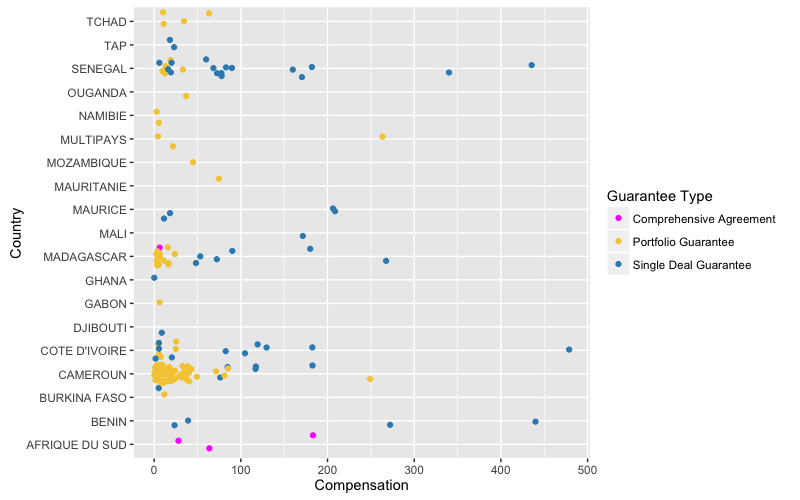 TCHAD
TAP
SENEGAL
OUGANDA
NAMIBIE
MULTIPAYS
MOZAMBIQUE
MAURITANIE
MAURICE
MALI
MADAGASCAR
GHANA
GABON
DJIBOUTI
COTE D'IVOIRE
CAMEROUN
BURKINA FASO
BENIN
AFRIQUE DU SUD
Country
0 100 200 300 400 500
Compensation
Guarantee Type
Comprehensive Agreement
Portfolio Guarantee
Single Deal Guarantee